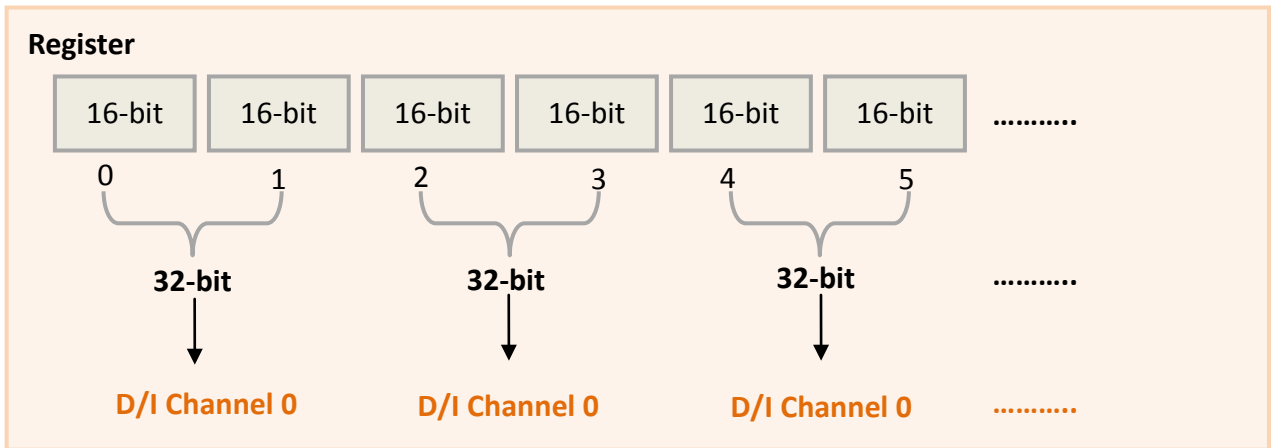 Register
16-bit 16-bit 16-bit 16-bit 16-bit 16-bit ………..
0 1 2 3 4 5
32-bit 32-bit 32-bit ………..
D/I Channel 0 D/I Channel 0 D/I Channel 0 ………..